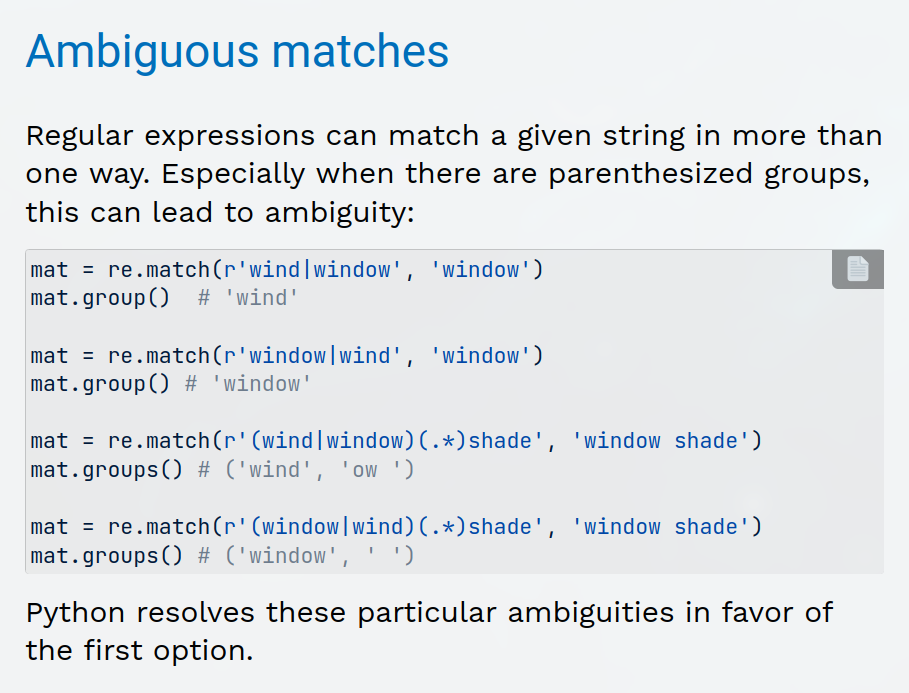 Ambiguous matches
Regular expressions can match a given string in more than
one way. Especially when there are parenthesized groups,
this can lead to ambiguity:
mat = re.match(r'wind|window', 'window')
mat.group()  # 'wind'
mat = re.match(r'window|wind', 'window')
mat.group() # 'window'
mat = re.match(r'(wind|window)(.*)shade', 'window shade')
mat.groups() # ('wind', 'ow ')
mat = re.match(r'(window|wind)(.*)shade', 'window shade')
mat.groups() # ('window', ' ')
Python resolves these particular ambiguities in favor of
the first option.